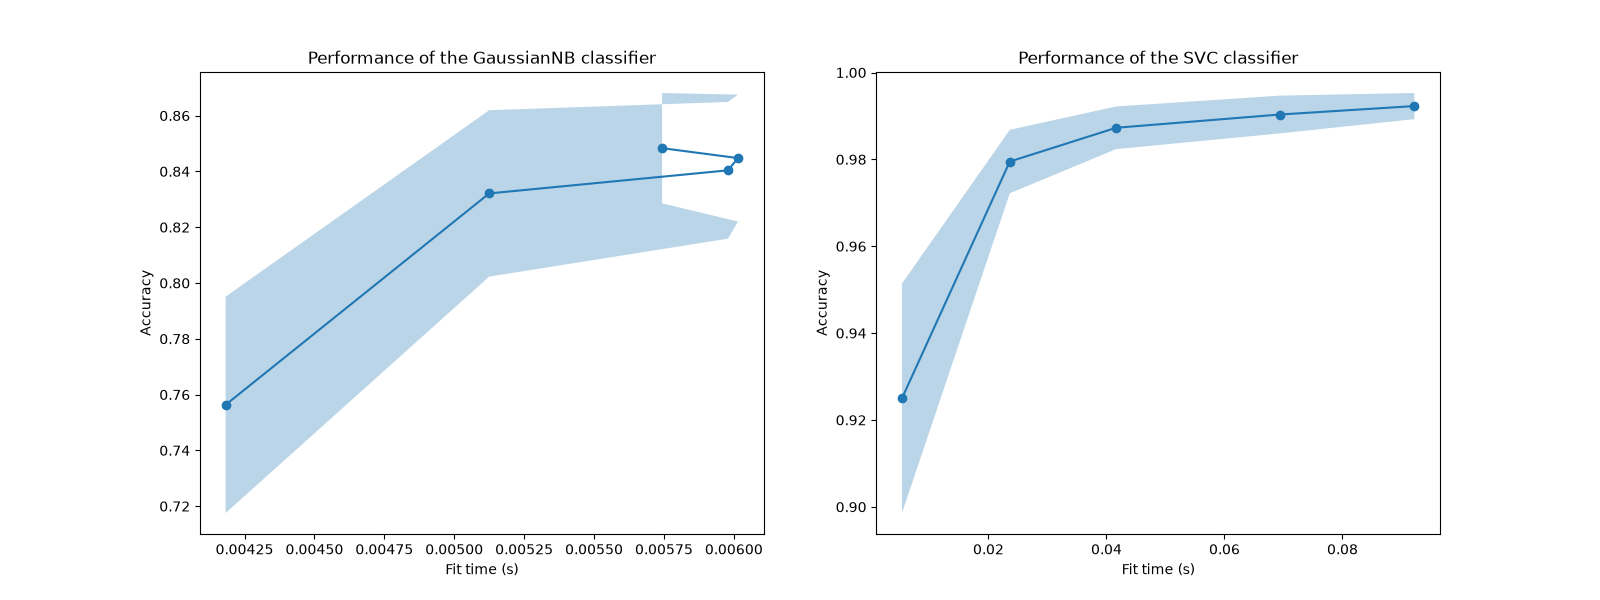 Performance of the GaussianNB classifier
Accuracy
0.86
0.84
0.82
0.80
0.78
0.76
0.74
0.72
0.00425 0.00450 0.00475 0.00500 0.00525 0.00550 0.00575 0.00600
Fit time (s)
Performance of the SVC classifier
Accuracy
1.00
0.98
0.96
0.94
0.92
0.90
0.02 0.04 0.06 0.08
Fit time (s)